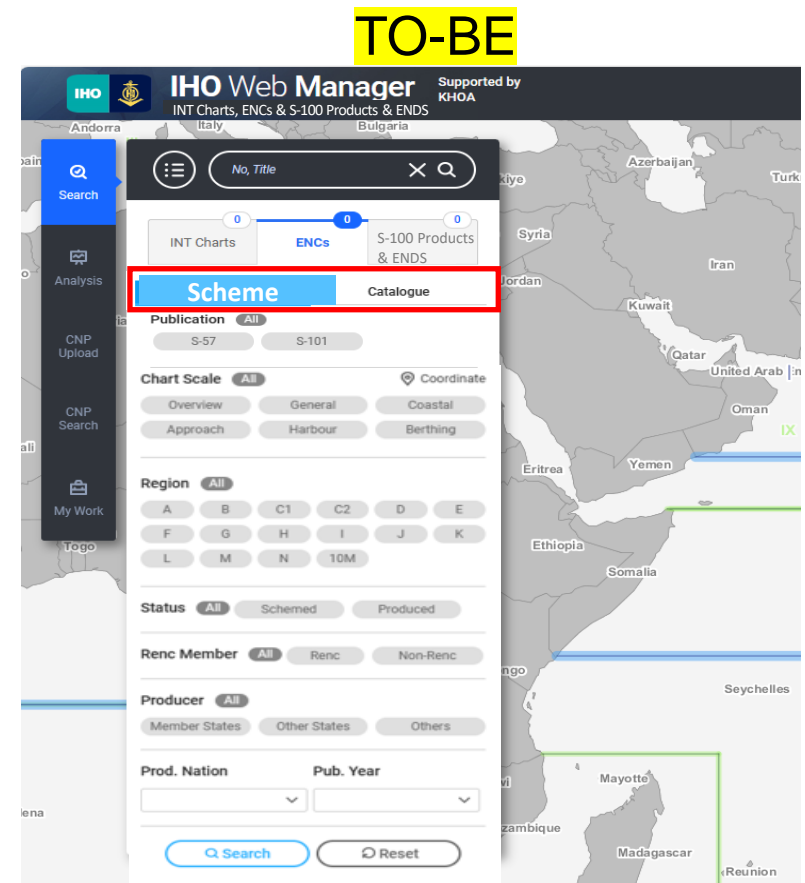 TO-BE
IHO
IHO Web Manager
Supported by
KHOA
INT Charts, ENCs & S-100 Products & ENDS
Andorra
Italy
Bulgaria
Search
No, Title
Azerbaijan
Analysis
INT Charts
0
ENCs
0
S-100 Products
& ENDS
0
Syria
Iran
Scheme
Catalogue
Jordan
Kuwait
Publication All
S-57
S-101
CNP
Upload
Qatar
United Arab
Chart Scale All
Coordinate
Overview
General
Coastal
Approach
Harbour
Berthing
Oman
IX
CNP
Search
Eritrea
Yemen
Region All
A B C1 C2 D E
F G H I J K
L M N 10M
My Work
Togo
Ethiopia
Somalia
Status All
Schemed
Produced
Renc Member All
Renc
Non-Renc
Seychelles
Producer All
Member States
Other States
Others
Prod. Nation
Pub. Year
Mayotte
Search
Reset
Madagascar
Reunion